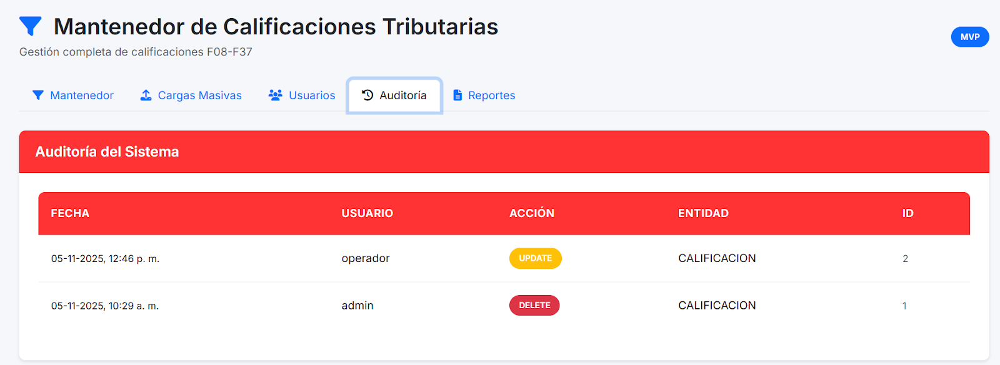 Mantenedor de Calificaciones Tributarias
Gestión completa de calificaciones F08-F37
MVP
Mantenedor Cargas Masivas Usuarios Auditoría Reportes
Auditoría del Sistema
FECHA USUARIO ACCIÓN ENTIDAD ID
05-11-2025, 12:46 p. m. operador UPDATE CALIFICACION 2
05-11-2025, 10:29 a. m. admin DELETE CALIFICACION 1